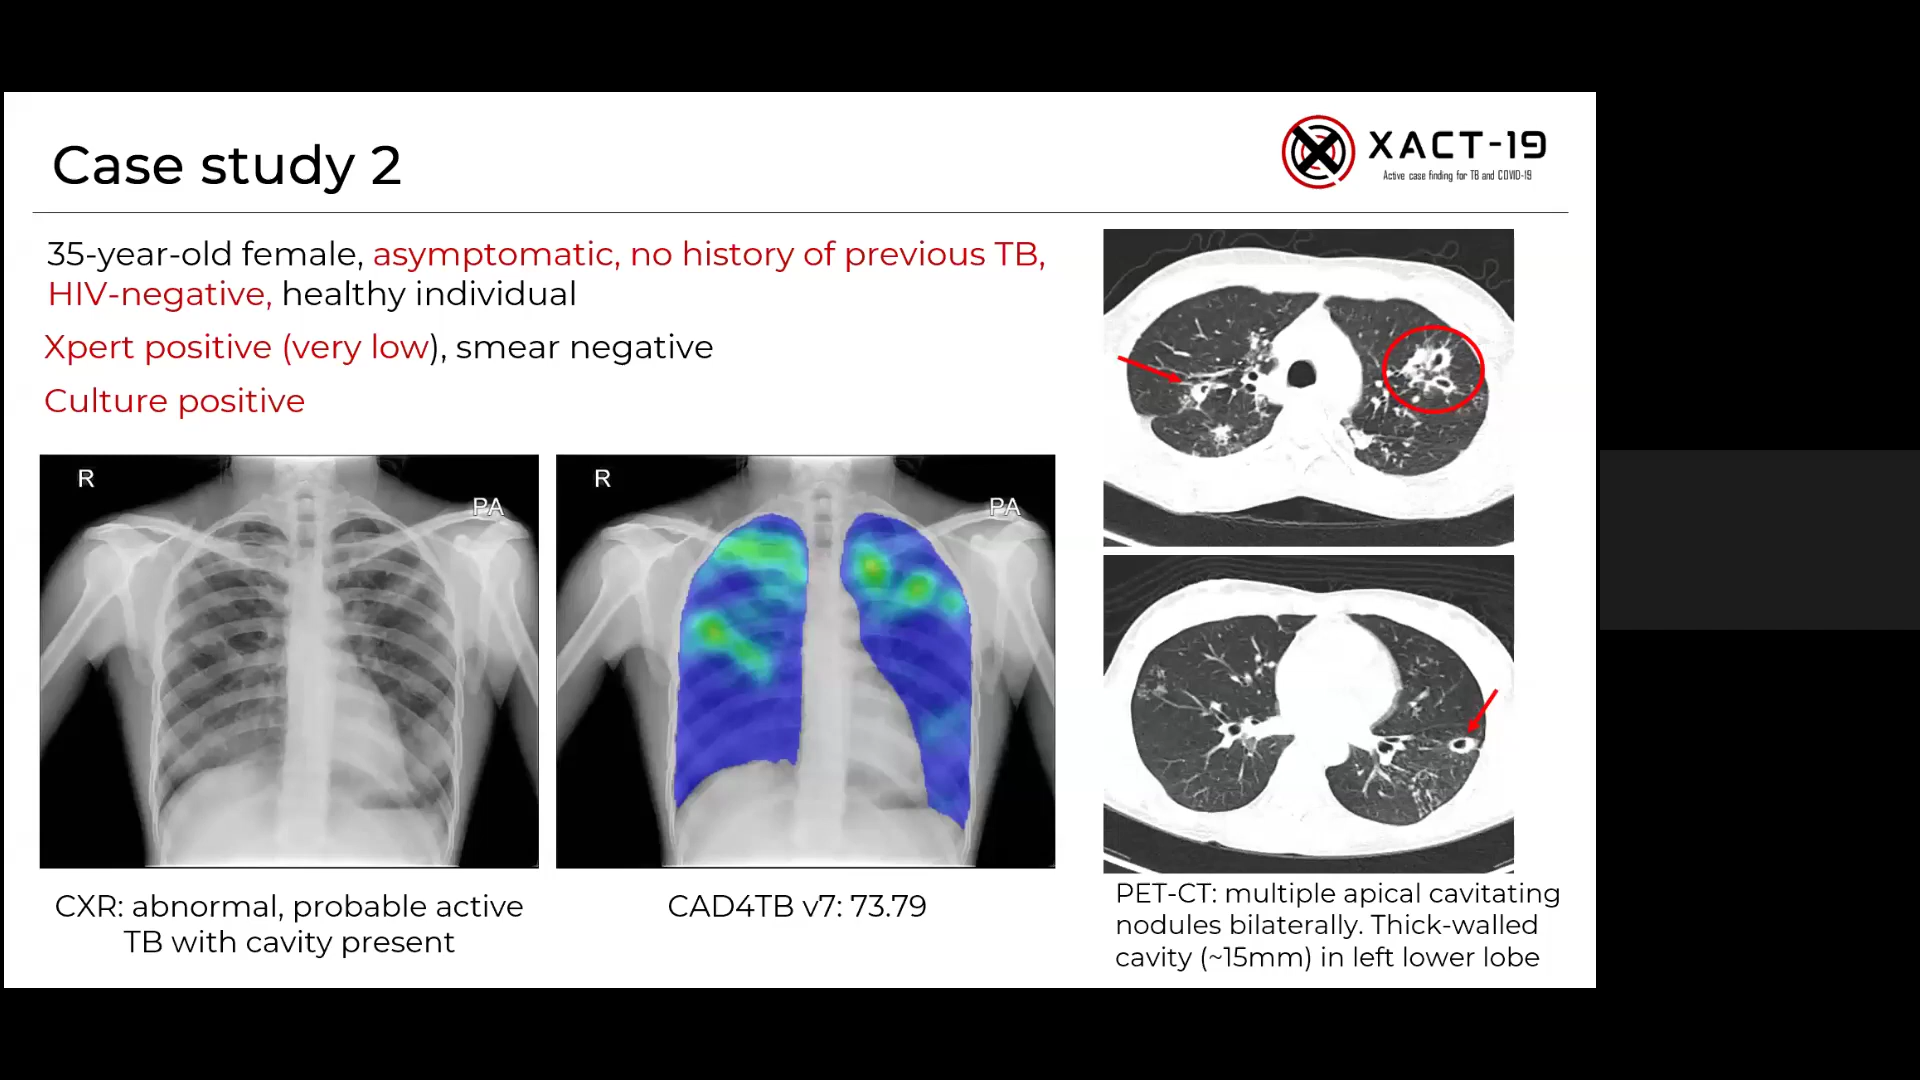 Case study 2
XACT-19
Active case finding for TB and COVID-19
35-year-old female, asymptomatic, no history of previous TB,
HIV-negative, healthy individual
Xpert positive (very low), smear negative
Culture positive
R
PA
R
PA
CXR: abnormal, probable active
TB with cavity present
CAD4TB v7: 73.79
PET-CT: multiple apical cavitating
nodules bilaterally. Thick-walled
cavity (~15mm) in left lower lobe